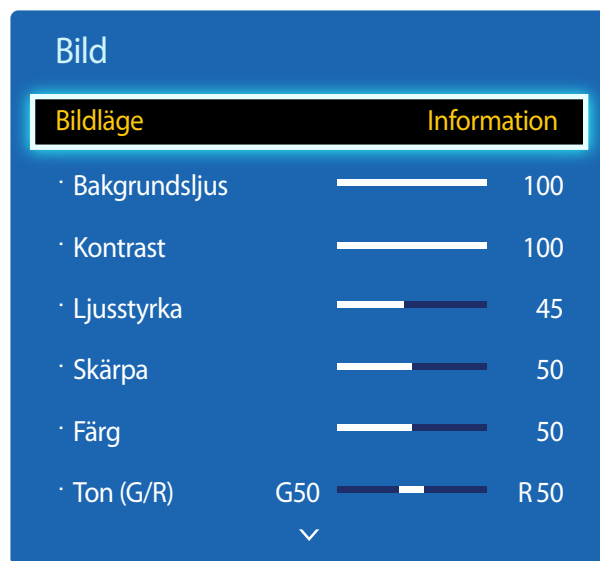 Bild
Bildläge Information
· Bakgrundsljus 100
· Kontrast 100
· Ljusstyrka 45
· Skärpa 50
· Färg 50
· Ton (G/R) G50 R50